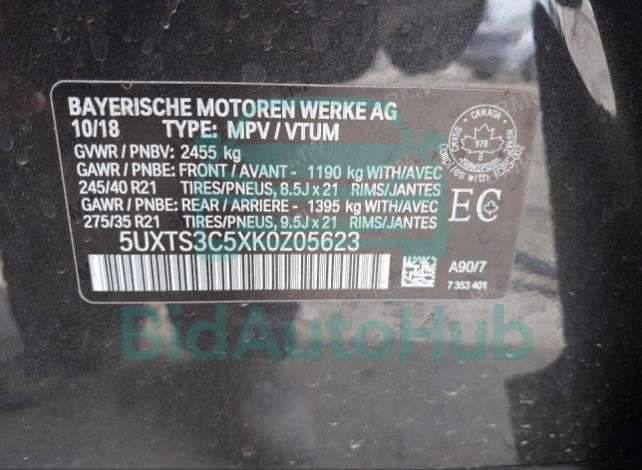 BAYERISCHE MOTOREN WERKE AG
10/18 TYPE: MPV / VTUM
GVWR / PNBV: 2455 kg
GAWR / PNBE: FRONT / AVANT - 1190 kg WITH/AVEC
245/40 R21 TIRES/PNEUS, 8.5J x 21 RIMS/JANTES
GAWR / PNBE: REAR / ARRIERE - 1395 kg WITH/AVEC
275/35 R21 TIRES/PNEUS, 9.5J x 21 RIMS/JANTES
5UXTS3C5XK0Z05623
CANADA
978
TRANSPORT
EC
A90/7
7 353 401
BidAutoHub